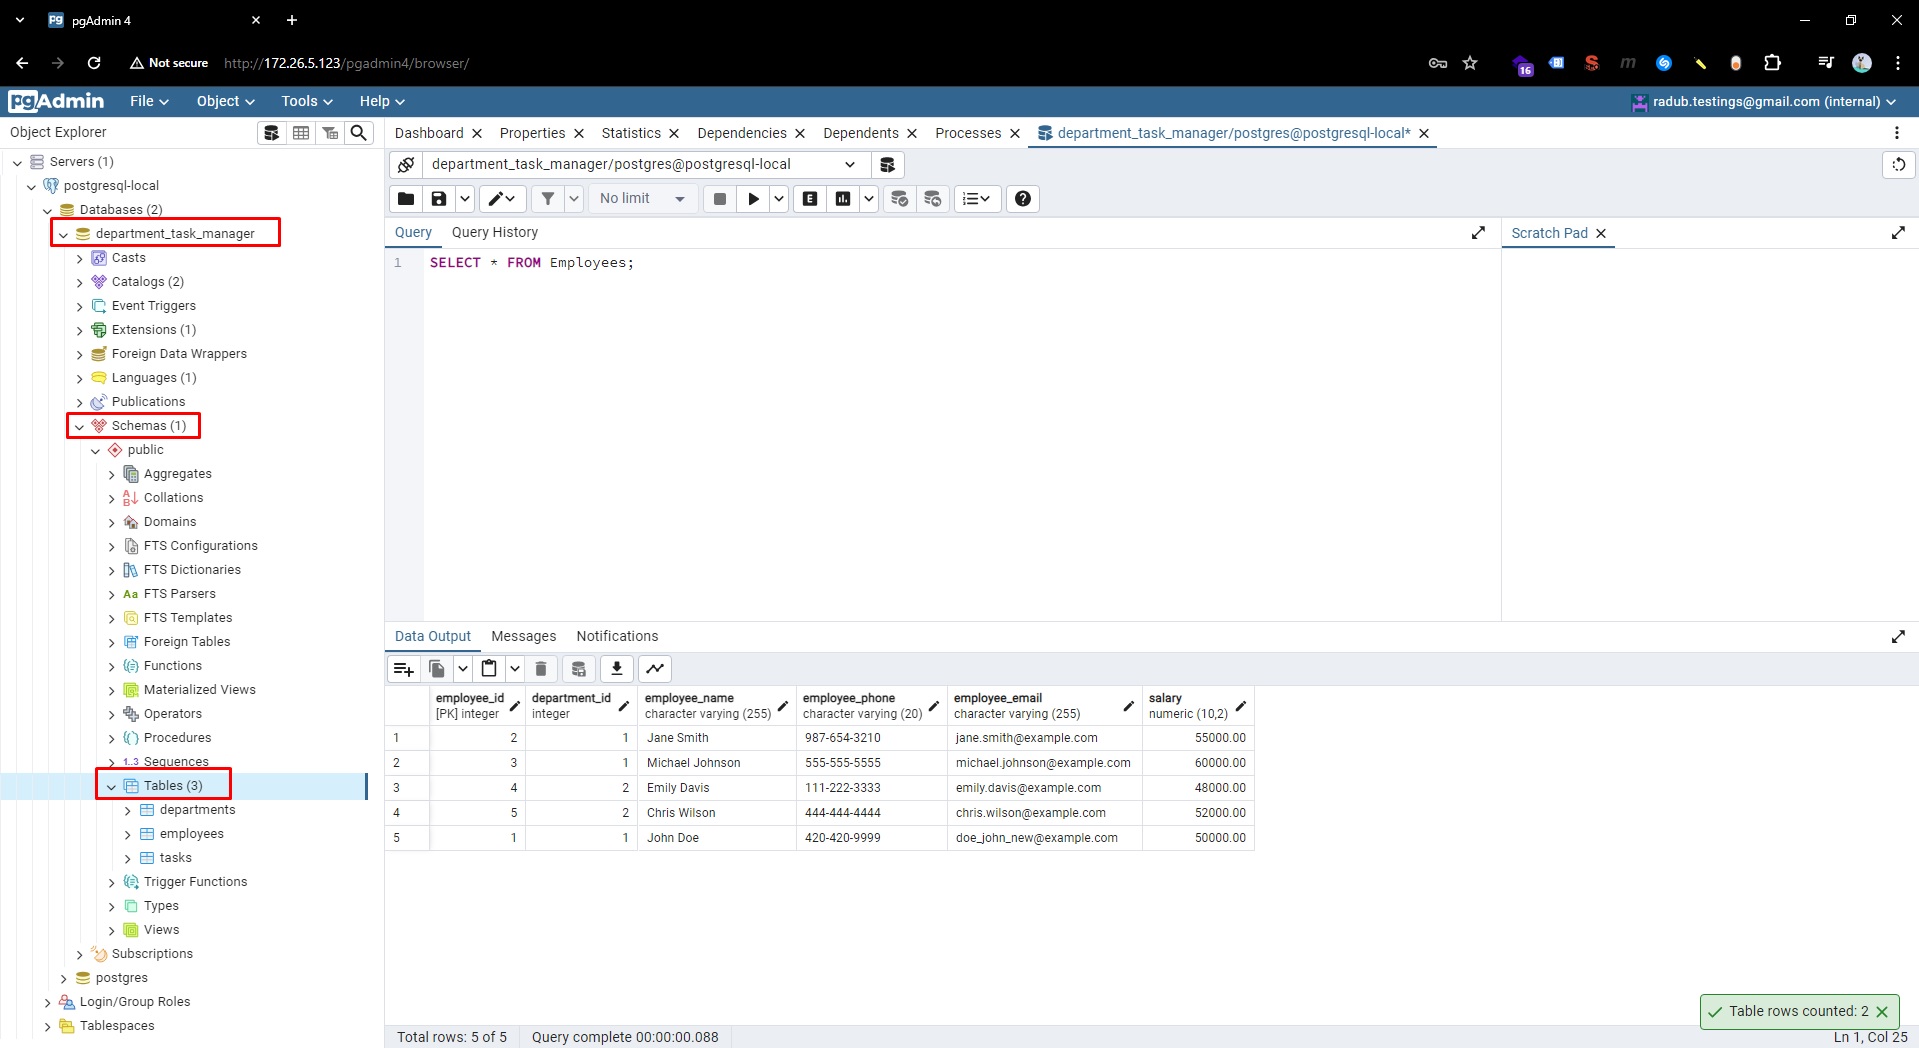 pgAdmin 4
Not secure http://172.26.5.123/pgadmin4/browser/
16
pgAdmin File Object Tools Help radub.testings@gmail.com (internal)
Object Explorer
Dashboard Properties Statistics Dependencies Dependents Processes department_task_manager/postgres@postgresql-local*
Servers (1)
postgresql-local
Databases (2)
department_task_manager
Casts
Catalogs (2)
Event Triggers
Extensions (1)
Foreign Data Wrappers
Languages (1)
Publications
Schemas (1)
public
Aggregates
Collations
Domains
FTS Configurations
FTS Dictionaries
Aa FTS Parsers
FTS Templates
Foreign Tables
Functions
Materialized Views
Operators
Procedures
1..3 Sequences
Tables (3)
departments
employees
tasks
Trigger Functions
Types
Views
Subscriptions
postgres
Login/Group Roles
Tablespaces
department_task_manager/postgres@postgresql-local
No limit
E
Query Query History
Scratch Pad
1 SELECT * FROM Employees;
Data Output Messages Notifications
employee_id department_id employee_name employee_phone employee_email salary
[PK] integer integer character varying (255) character varying (20) character varying (255) numeric (10,2)
1 2 1 Jane Smith 987-654-3210 jane.smith@example.com 55000.00
2 3 1 Michael Johnson 555-555-5555 michael.johnson@example.com 60000.00
3 4 2 Emily Davis 111-222-3333 emily.davis@example.com 48000.00
4 5 2 Chris Wilson 444-444-4444 chris.wilson@example.com 52000.00
5 1 1 John Doe 420-420-9999 doe_john_new@example.com 50000.00
Table rows counted: 2
Total rows: 5 of 5 Query complete 00:00:00.088
Ln 1, Col 25